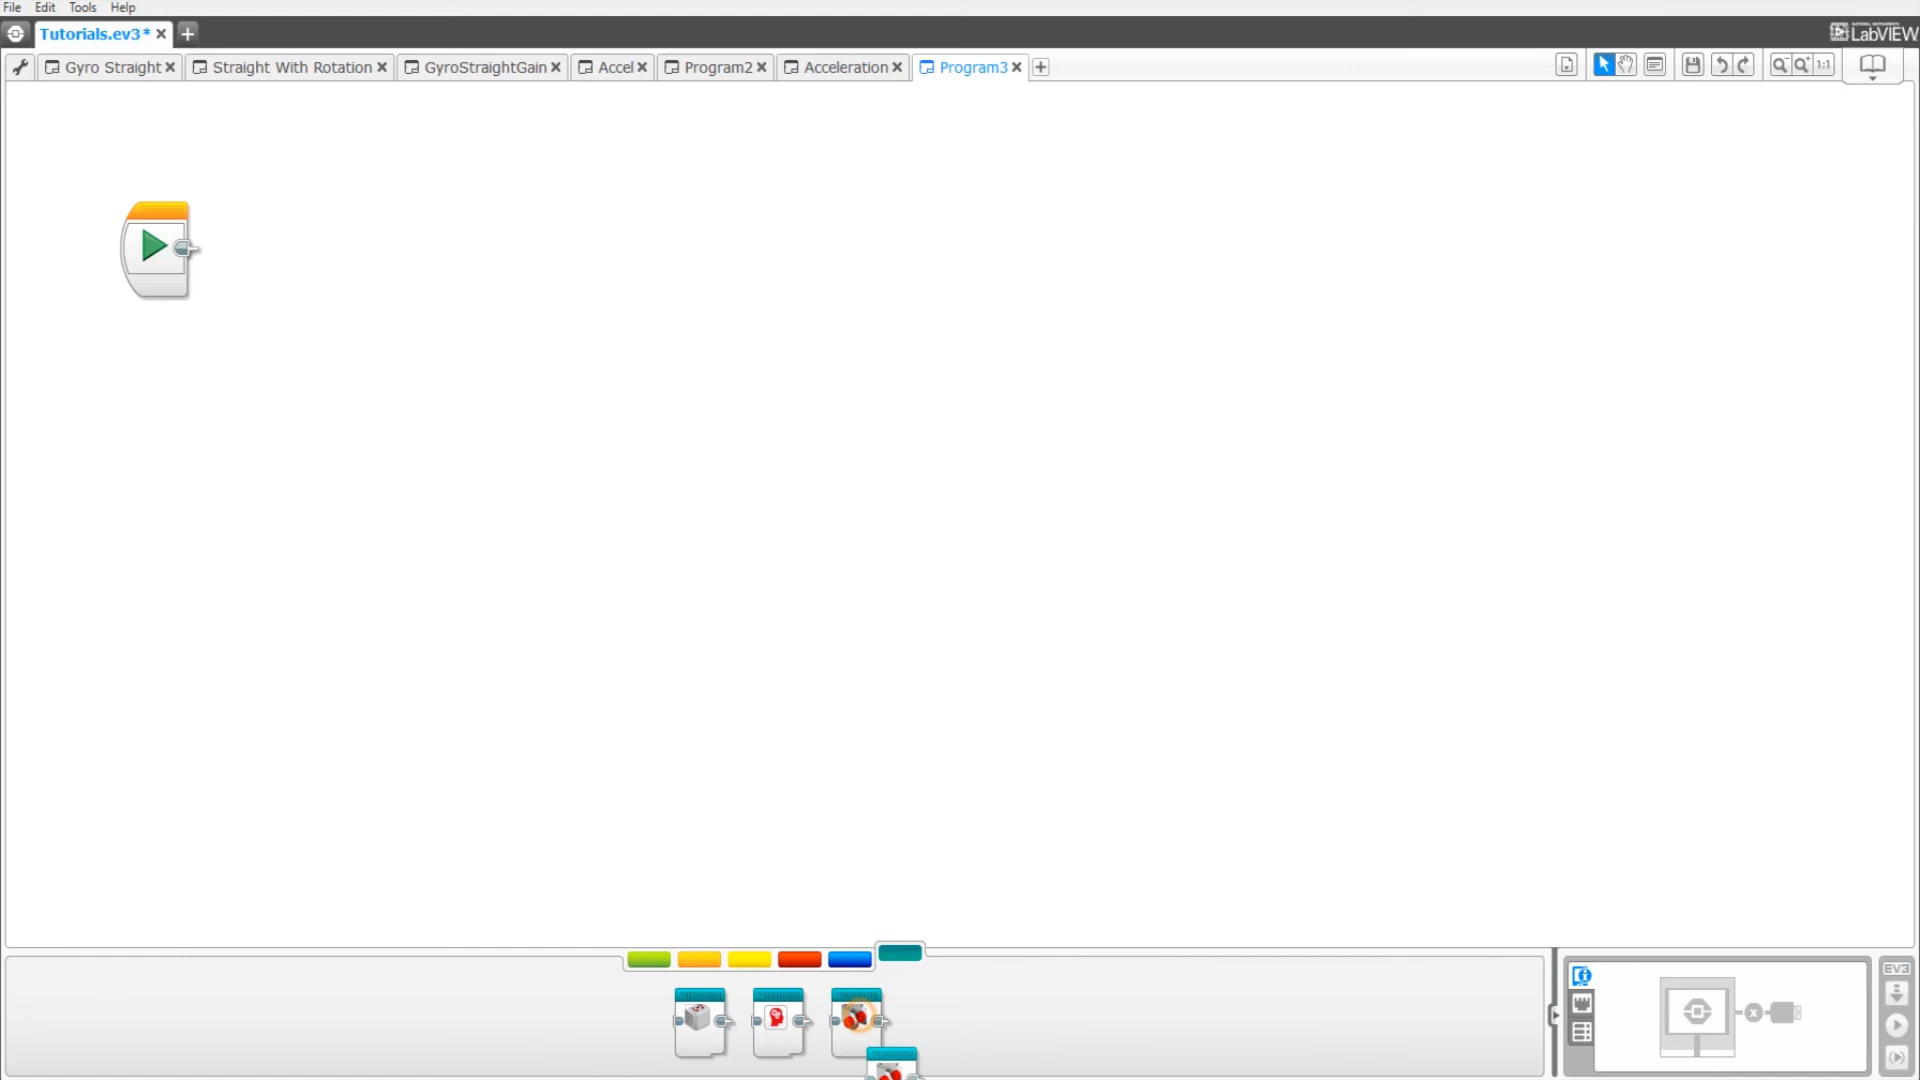 File Edit Tools Help
Tutorials.ev3*
LabVIEW
Gyro Straight Straight With Rotation GyroStraightGain Accel Program2 Acceleration Program3
1:1
EV3